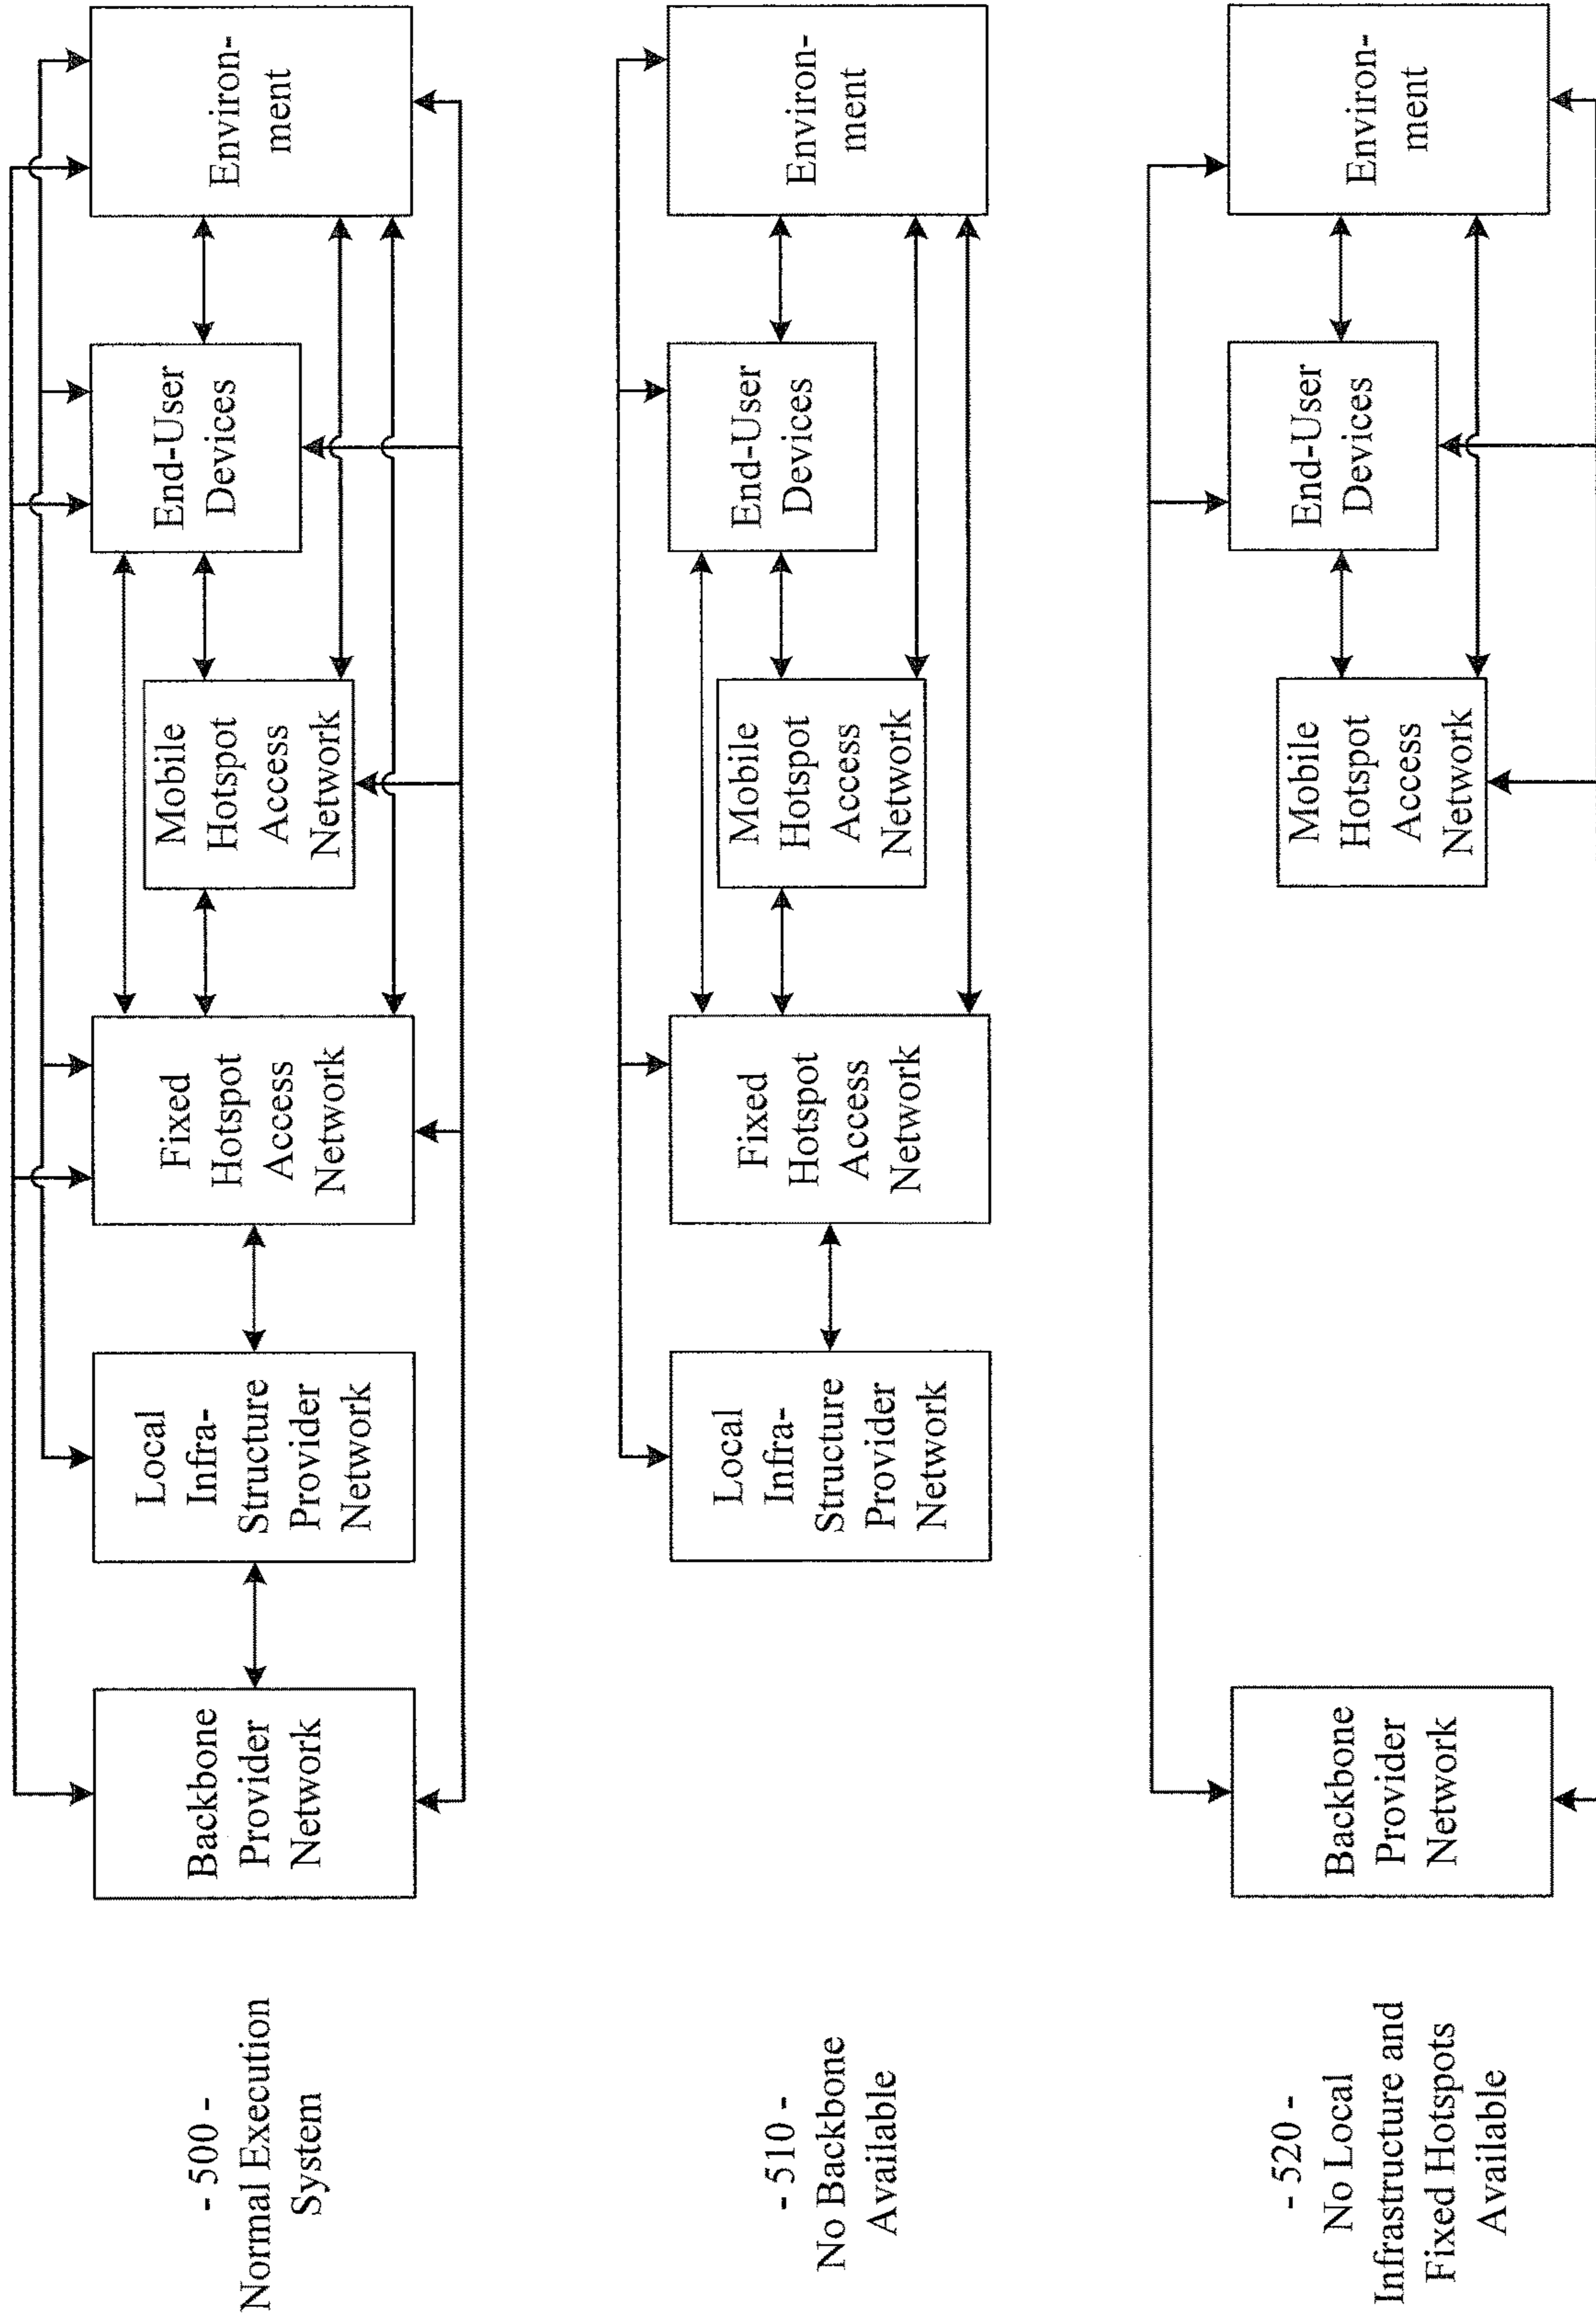 - 500 -
Normal Execution
System
Backbone
Provider
Network
Local
Infra-
Structure
Provider
Network
Fixed
Hotspot
Access
Network
Mobile
Hotspot
Access
Network
End-User
Devices
Environ-
ment
- 510 -
No Backbone
Available
Local
Infra-
Structure
Provider
Network
Fixed
Hotspot
Access
Network
Mobile
Hotspot
Access
Network
End-User
Devices
Environ-
ment
- 520 -
No Local
Infrastructure and
Fixed Hotspots
Available
Backbone
Provider
Network
Mobile
Hotspot
Access
Network
End-User
Devices
Environ-
ment